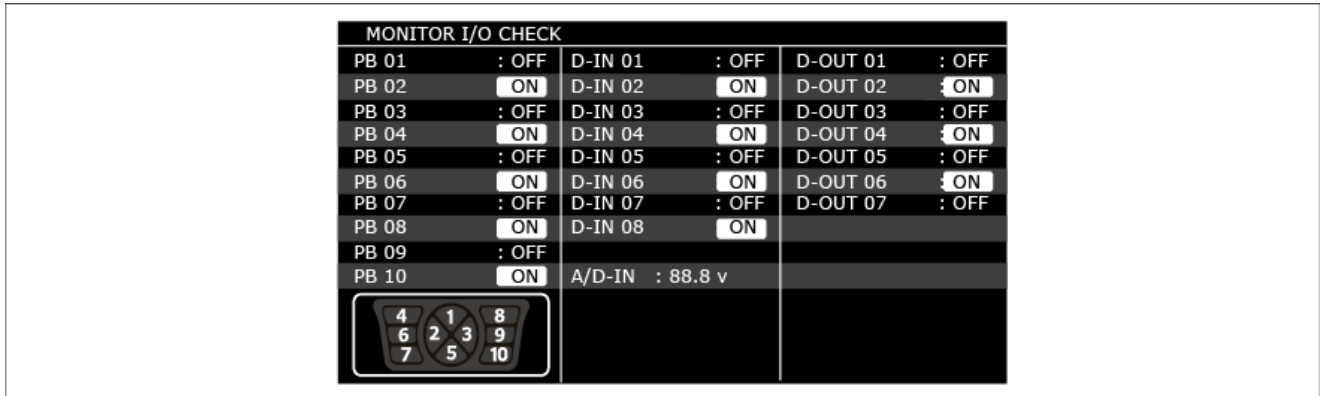 MONITOR I/O CHECK
PB 01 : OFF D-IN 01 : OFF D-OUT 01 : OFF
PB 02 ON D-IN 02 ON D-OUT 02 : ON
PB 03 : OFF D-IN 03 : OFF D-OUT 03 : OFF
PB 04 ON D-IN 04 ON D-OUT 04 : ON
PB 05 : OFF D-IN 05 : OFF D-OUT 05 : OFF
PB 06 ON D-IN 06 ON D-OUT 06 : ON
PB 07 : OFF D-IN 07 : OFF D-OUT 07 : OFF
PB 08 ON D-IN 08 ON
PB 09 : OFF
PB 10 ON A/D-IN : 88.8 v
4 1 8
6 2 3 9
7 5 10